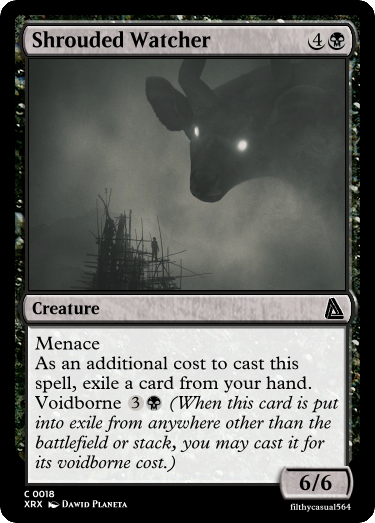 Shrouded Watcher 4
Creature
Menace
As an additional cost to cast this
spell, exile a card from your hand.
Voidborne 3 (When this card is put
into exile from anywhere other than the
battlefield or stack, you may cast it for
its voidborne cost.)
6/6
C 0018
XRX Dawid Planeta
filthycasual564